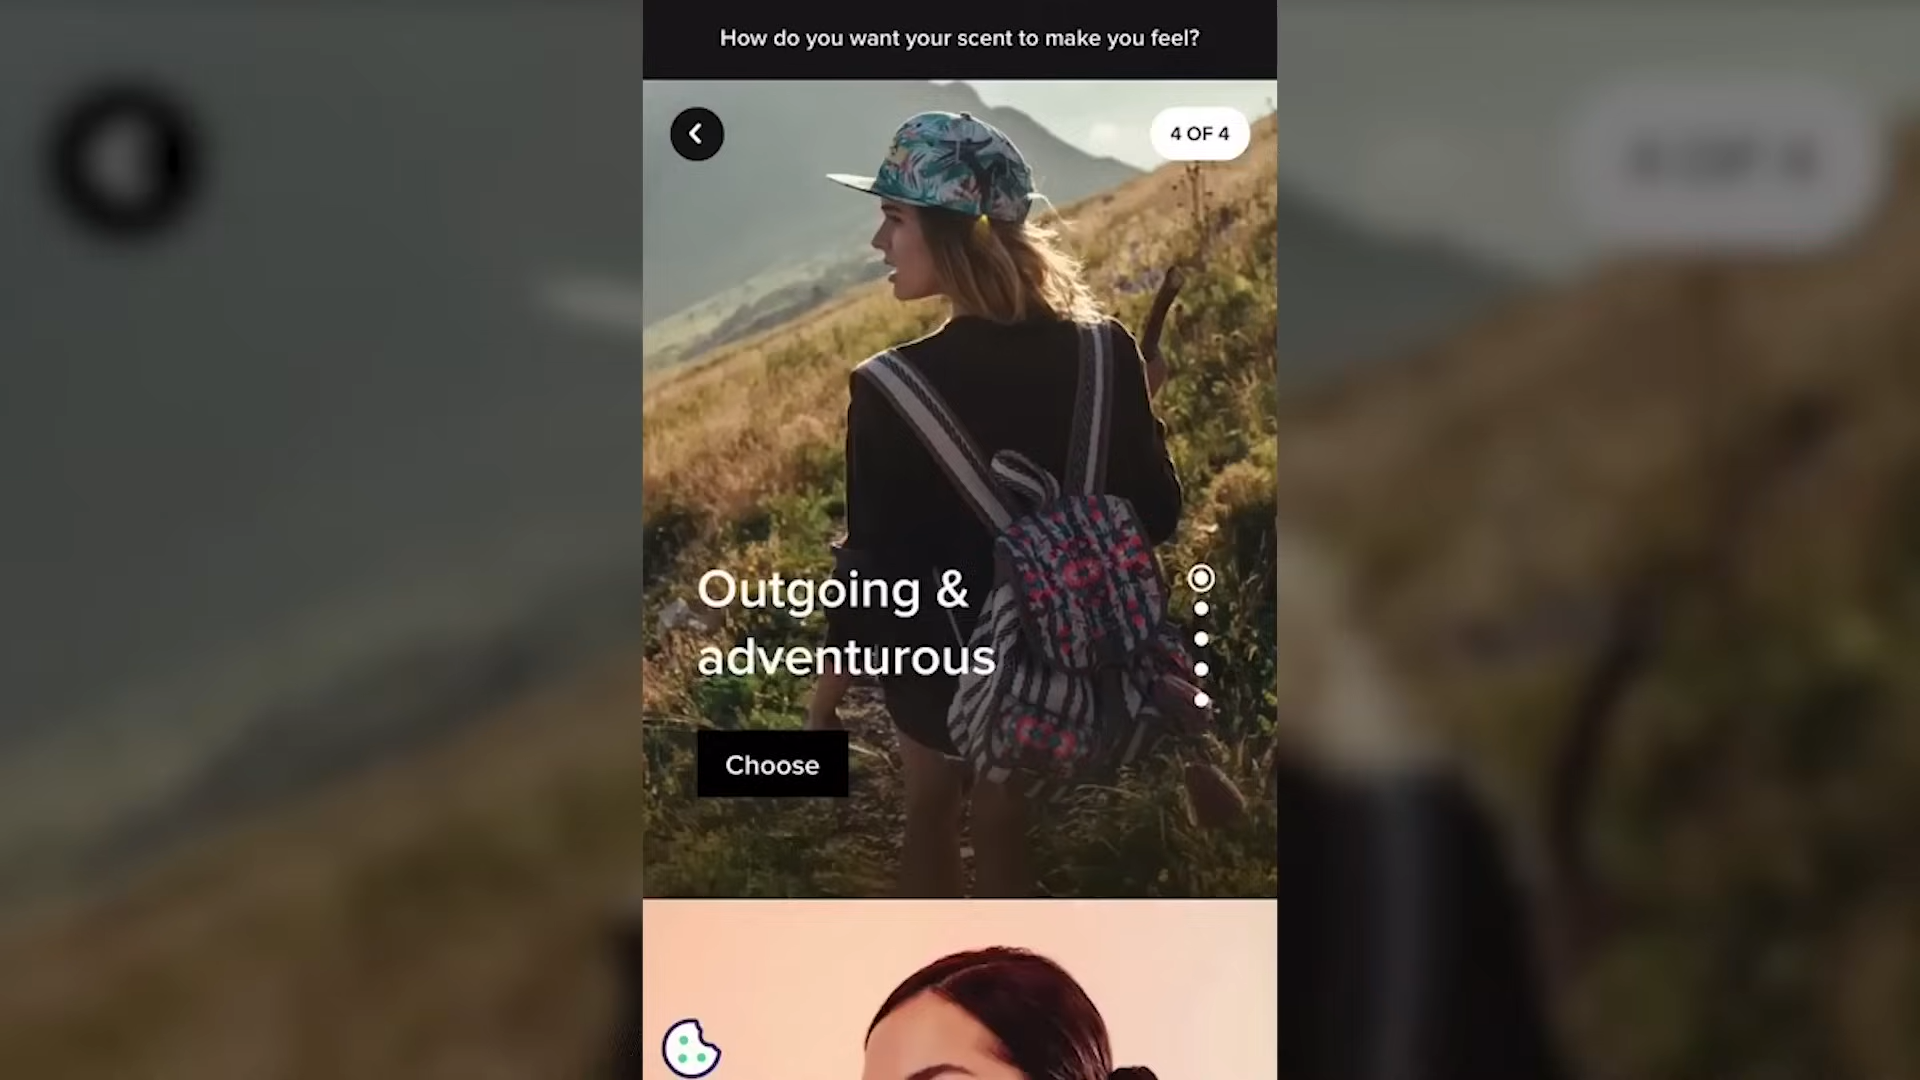 How do you want your scent to make you feel?
4 OF 4
Outgoing &
adventurous
Choose